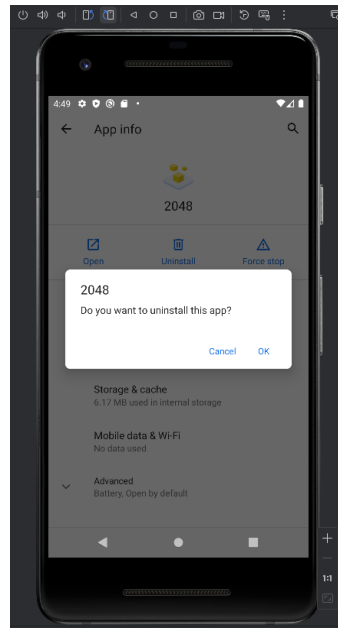 4:49
App info
2048
Open
Uninstall
Force stop
2048
Do you want to uninstall this app?
Cancel
OK
Storage & cache
6.17 MB used in internal storage
Mobile data & Wi-Fi
No data used
Advanced
Battery, Open by default
1:1